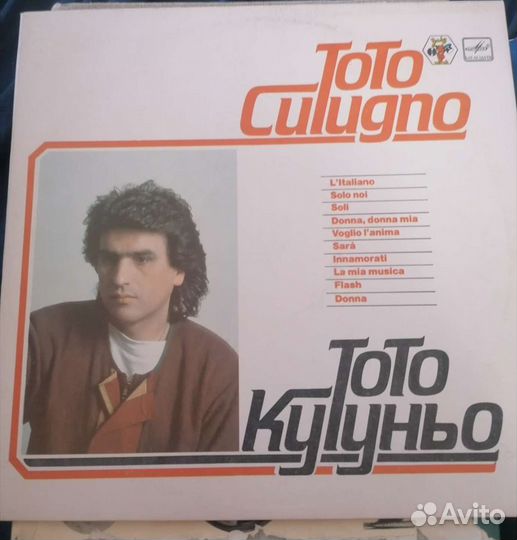 Toto
Cutugno
L'Italiano
Solo noi
Soli
Donna, donna mia
Voglio l'anima
Sarà
Innamorati
La mia musica
Flash
Donna
Тото
Кутуньо
Avito